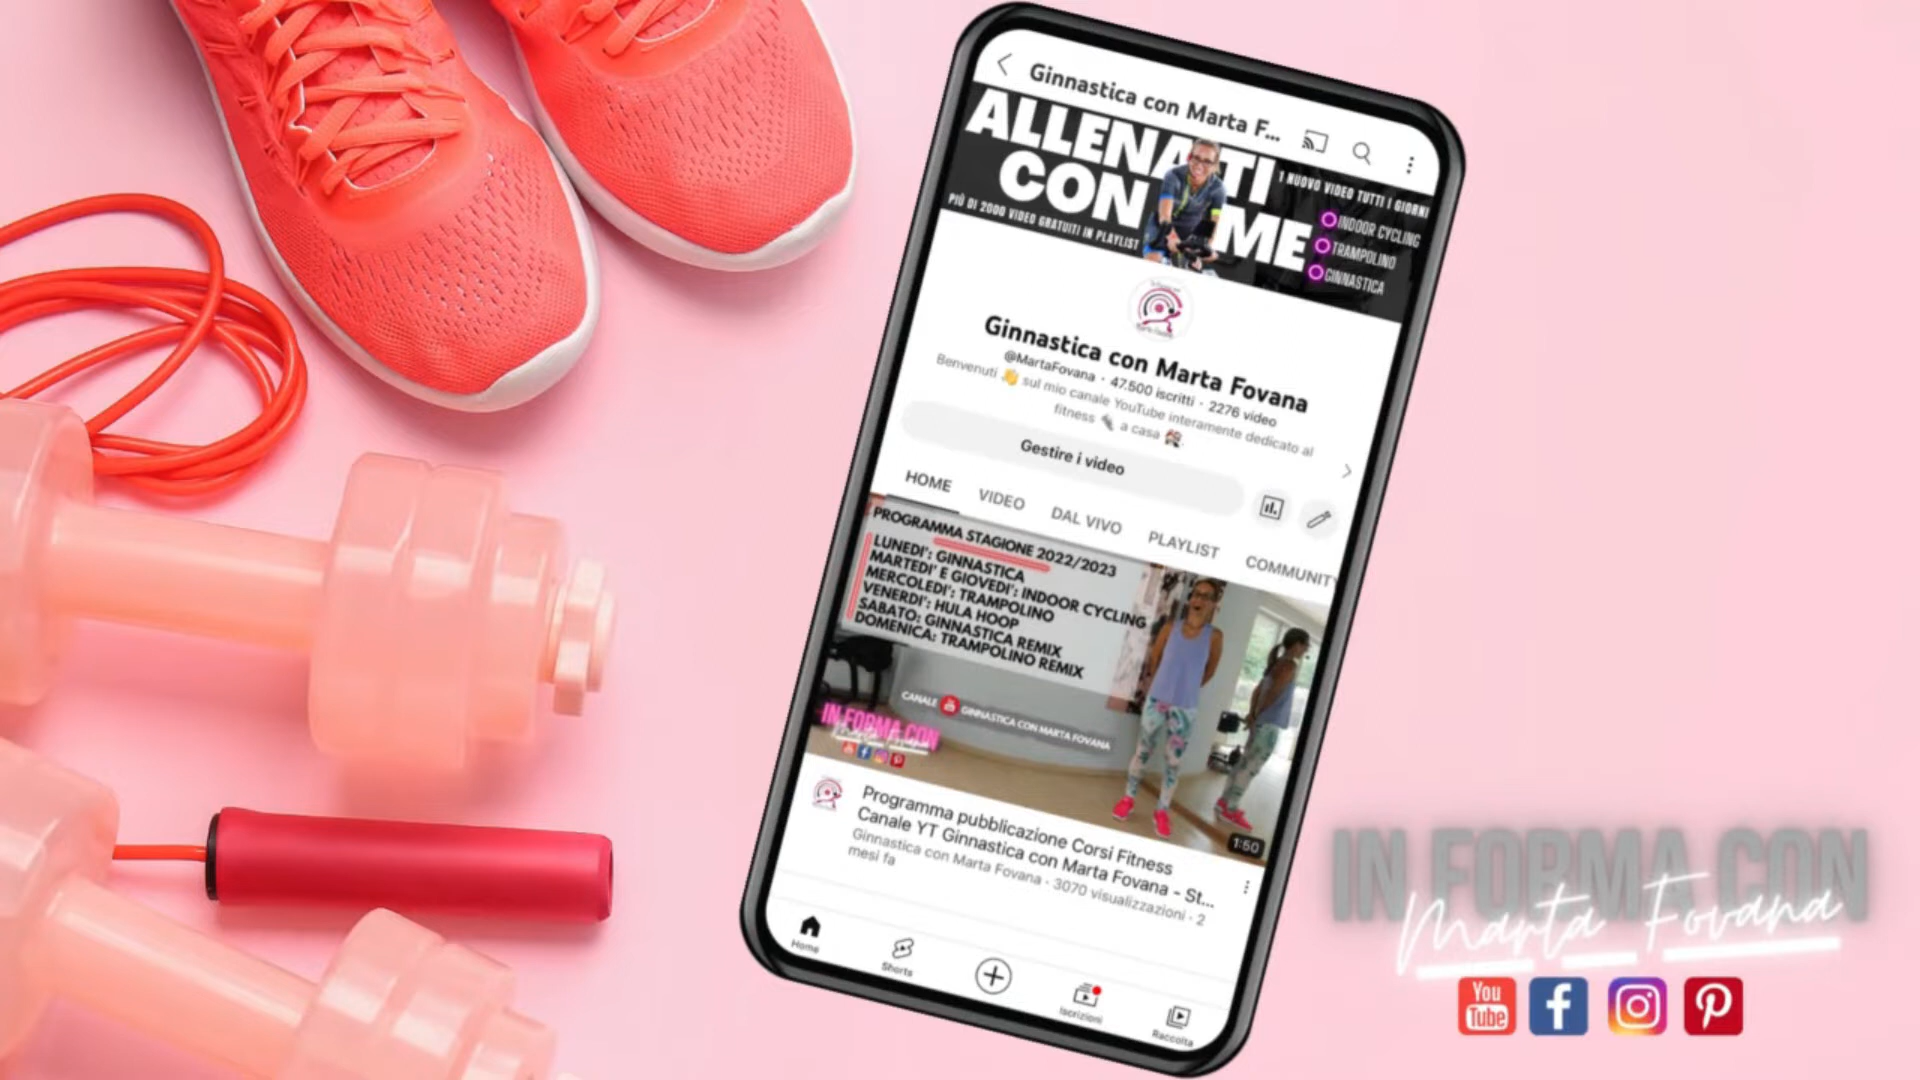 Ginnastica con Marta F...
ALLENATI
CON ME
1 NUOVO VIDEO TUTTI I GIORNI
INDOOR CYCLING
TRAMPOLINO
GINNASTICA
PIÙ DI 2000 VIDEO GRATUITI IN PLAYLIST
Ginnastica con Marta Fovana
@MartaFovana · 47.500 iscritti · 2276 video
Benvenuti 👋 sul mio canale YouTube interamente dedicato al
fitness a casa
Gestire i video
HOME VIDEO DAL VIVO PLAYLIST COMMUNITY
PROGRAMMA STAGIONE 2022/2023
LUNEDI': GINNASTICA
MARTEDI' E GIOVEDI': INDOOR CYCLING
MERCOLEDI': TRAMPOLINO
VENERDI': HULA HOOP
SABATO: GINNASTICA REMIX
DOMENICA: TRAMPOLINO REMIX
CANALE GINNASTICA CON MARTA FOVANA
IN FORMA CON
1:50
Programma pubblicazione Corsi Fitness
Canale YT Ginnastica con Marta Fovana - St...
Ginnastica con Marta Fovana · 3070 visualizzazioni · 2
mesi fa
Home
Shorts
Iscrizioni
Raccolta
IN FORMA CON
Marta Fovana
You
Tube